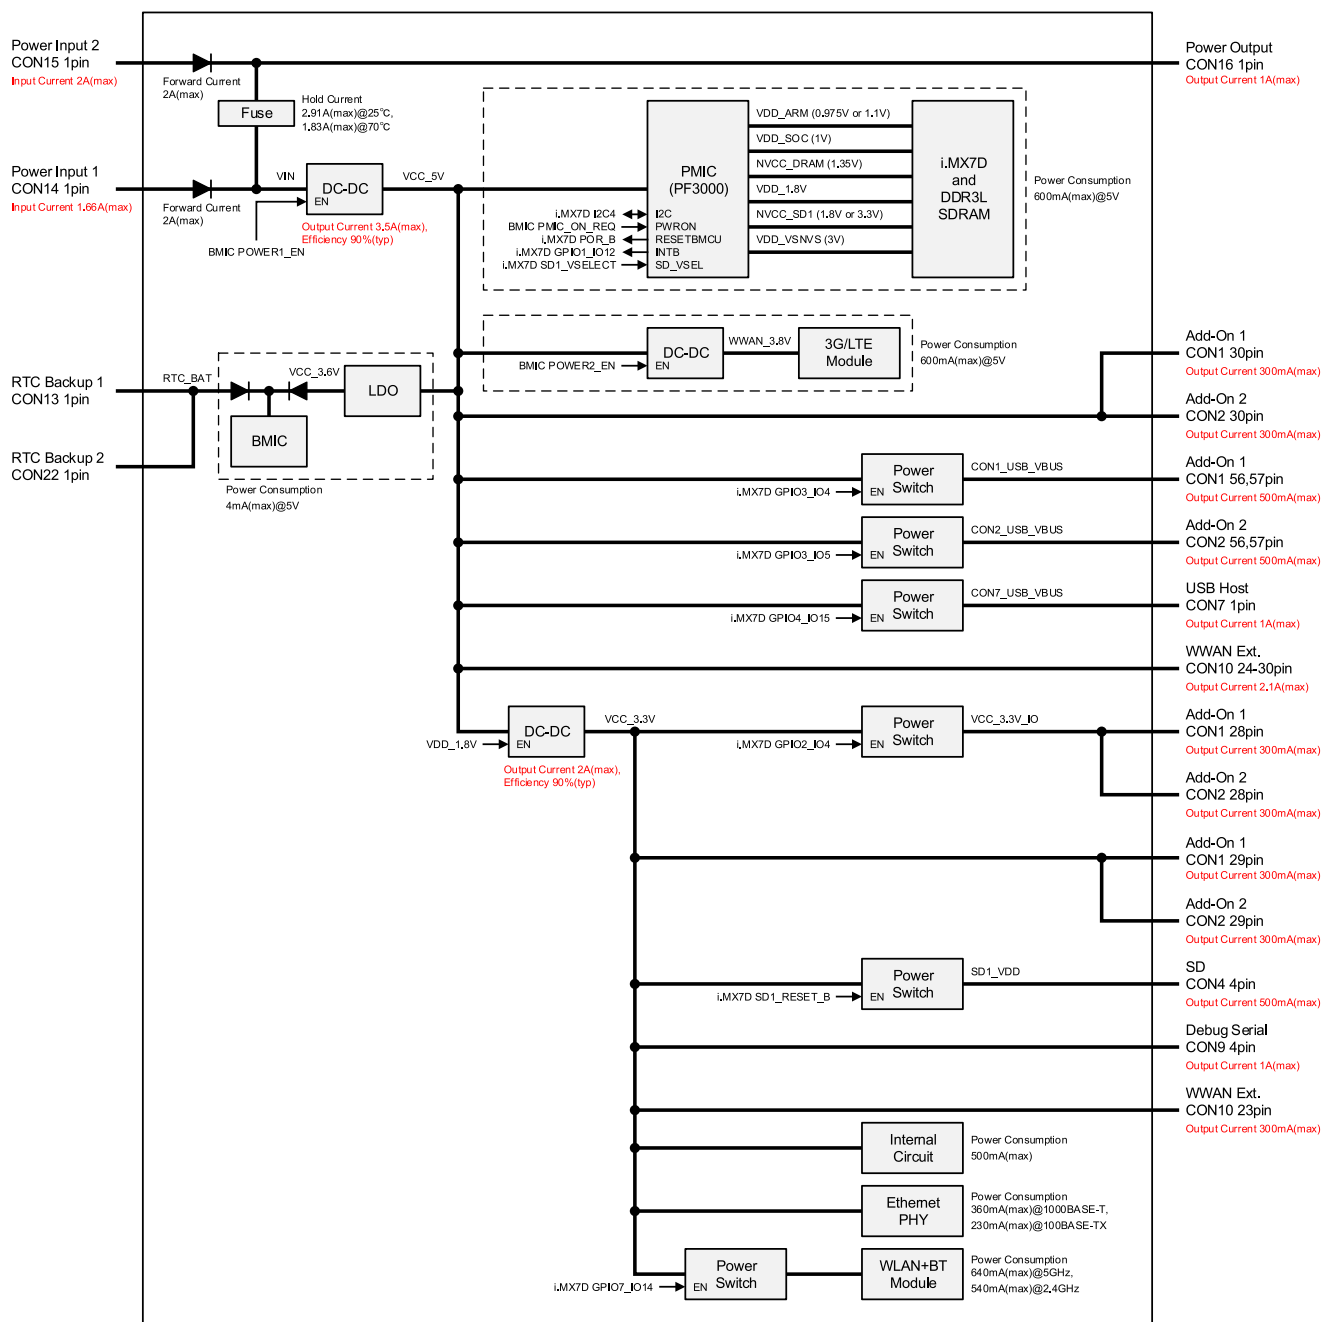 Power Input 2
CON15 1pin
Input Current 2A(max)
Forward Current
2A(max)
Fuse
Hold Current
2.91A(max)@25°C,
1.83A(max)@70°C
Power Output
CON16 1pin
Output Current 1A(max)
Power Input 1
CON14 1pin
Input Current 1.66A(max)
Forward Current
2A(max)
VIN
DC-DC
EN
VCC_5V
Output Current 3.5A(max),
Efficiency 90%(typ)
BMIC POWER1_EN
PMIC
(PF3000)
I2C
PWRON
RESETBMCU
INTB
SD_VSEL
i.MX7D I2C4
BMIC PMIC_ON_REQ
i.MX7D POR_B
i.MX7D GPIO1_IO12
i.MX7D SD1_VSELECT
VDD_ARM (0.975V or 1.1V)
VDD_SOC (1V)
NVCC_DRAM (1.35V)
VDD_1.8V
NVCC_SD1 (1.8V or 3.3V)
VDD_VSNVS (3V)
i.MX7D
and
DDR3L
SDRAM
Power Consumption
600mA(max)@5V
DC-DC
EN
BMIC POWER2_EN
WWAN_3.8V
3G/LTE
Module
Power Consumption
600mA(max)@5V
Add-On 1
CON1 30pin
Output Current 300mA(max)
RTC Backup 1
CON13 1pin
RTC_BAT
VCC_3.6V
LDO
BMIC
Power Consumption
4mA(max)@5V
RTC Backup 2
CON22 1pin
Add-On 2
CON2 30pin
Output Current 300mA(max)
i.MX7D GPIO3_IO4
Power
Switch
EN
CON1_USB_VBUS
Add-On 1
CON1 56,57pin
Output Current 500mA(max)
i.MX7D GPIO3_IO5
Power
Switch
EN
CON2_USB_VBUS
Add-On 2
CON2 56,57pin
Output Current 500mA(max)
i.MX7D GPIO4_IO15
Power
Switch
EN
CON7_USB_VBUS
USB Host
CON7 1pin
Output Current 1A(max)
WWAN Ext.
CON10 24-30pin
Output Current 2.1A(max)
VDD_1.8V
DC-DC
EN
VCC_3.3V
Output Current 2A(max),
Efficiency 90%(typ)
i.MX7D GPIO2_IO4
Power
Switch
EN
VCC_3.3V_IO
Add-On 1
CON1 28pin
Output Current 300mA(max)
Add-On 2
CON2 28pin
Output Current 300mA(max)
Add-On 1
CON1 29pin
Output Current 300mA(max)
Add-On 2
CON2 29pin
Output Current 300mA(max)
i.MX7D SD1_RESET_B
Power
Switch
EN
SD1_VDD
SD
CON4 4pin
Output Current 500mA(max)
Debug Serial
CON9 4pin
Output Current 1A(max)
WWAN Ext.
CON10 23pin
Output Current 300mA(max)
Internal
Circuit
Power Consumption
500mA(max)
Ethernet
PHY
Power Consumption
360mA(max)@1000BASE-T,
230mA(max)@100BASE-TX
i.MX7D GPIO7_IO14
Power
Switch
EN
WLAN+BT
Module
Power Consumption
640mA(max)@5GHz,
540mA(max)@2.4GHz